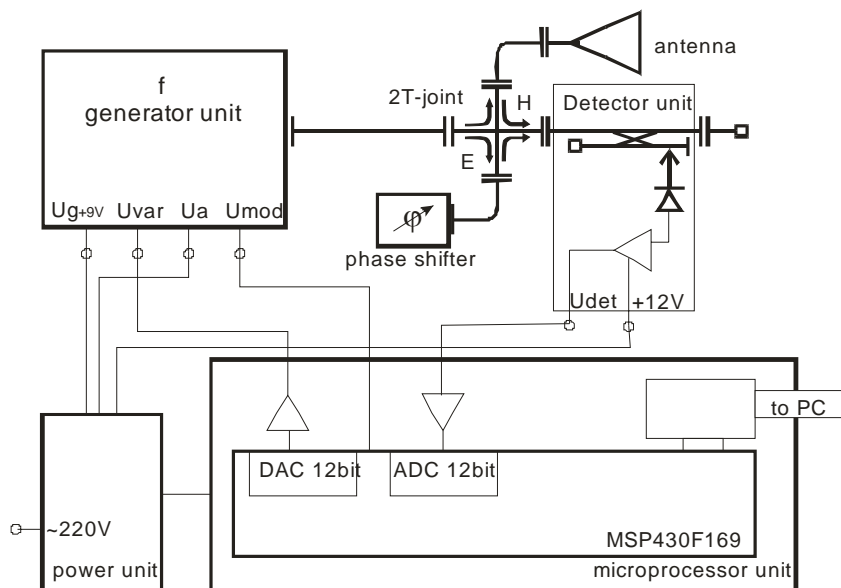 antenna
f
generator unit
2T-joint
H
Detector unit
E
Ug+9V Uvar Ua Umod
φ
phase shifter
Udet +12V
to PC
DAC 12bit ADC 12bit
MSP430F169
~220V
power unit
microprocessor unit